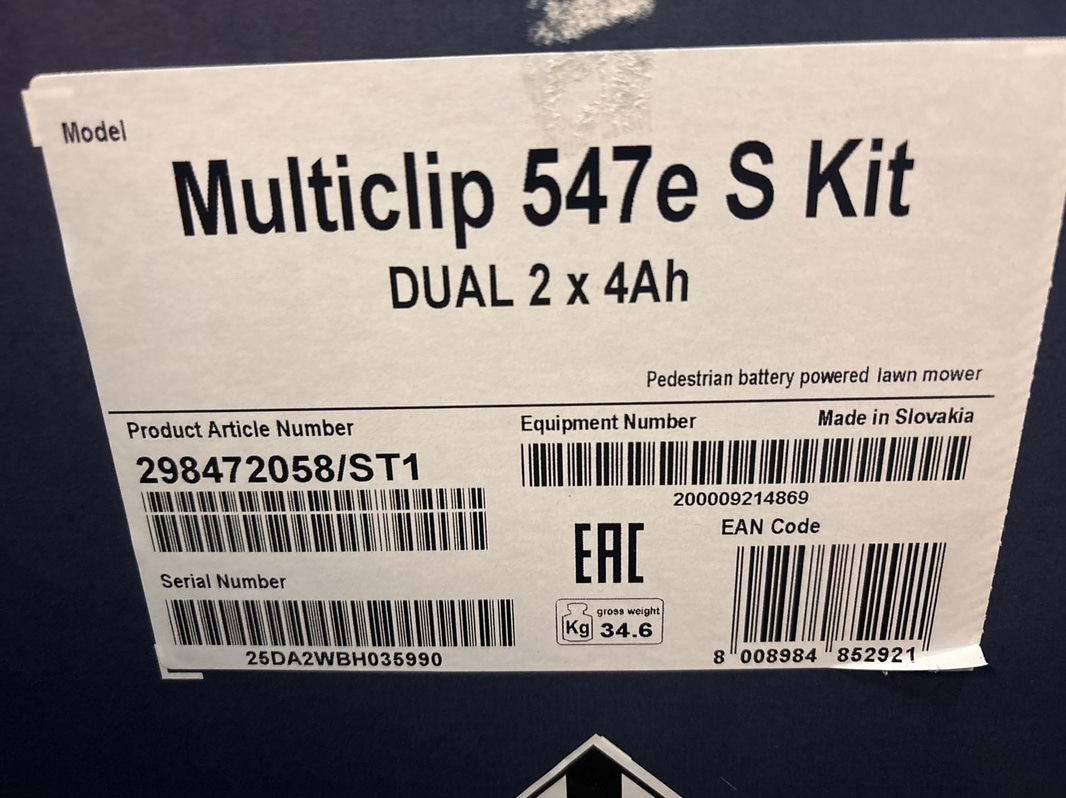 Model
Multiclip 547e S Kit
DUAL 2 x 4Ah
Pedestrian battery powered lawn mower
Product Article Number
298472058/ST1
Equipment Number
Made in Slovakia
200009214869
EAC
EAN Code
Serial Number
25DA2WBH035990
gross weight
Kg 34.6
8 008984 852921